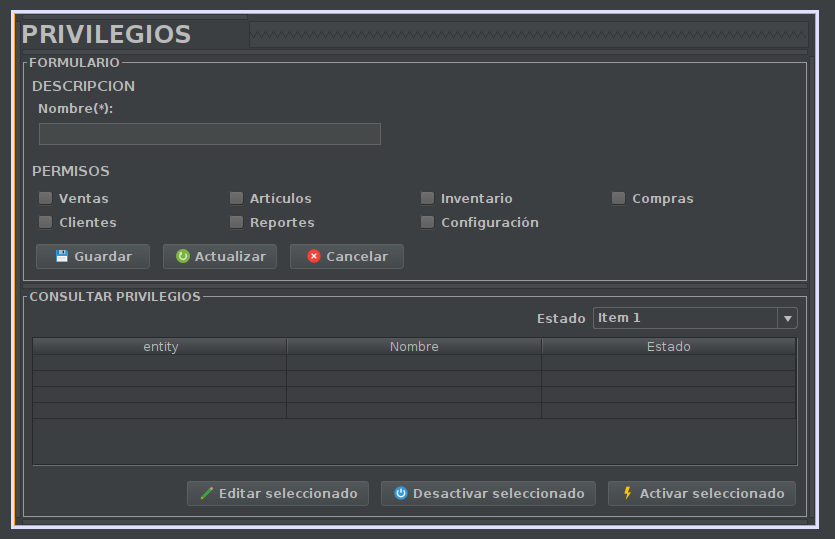 PRIVILEGIOS
FORMULARIO
DESCRIPCION
Nombre(*):
PERMISOS
Ventas Artículos Inventario Compras
Clientes Reportes Configuración
Guardar Actualizar Cancelar
CONSULTAR PRIVILEGIOS
Estado Item 1
entity Nombre Estado
Editar seleccionado Desactivar seleccionado Activar seleccionado